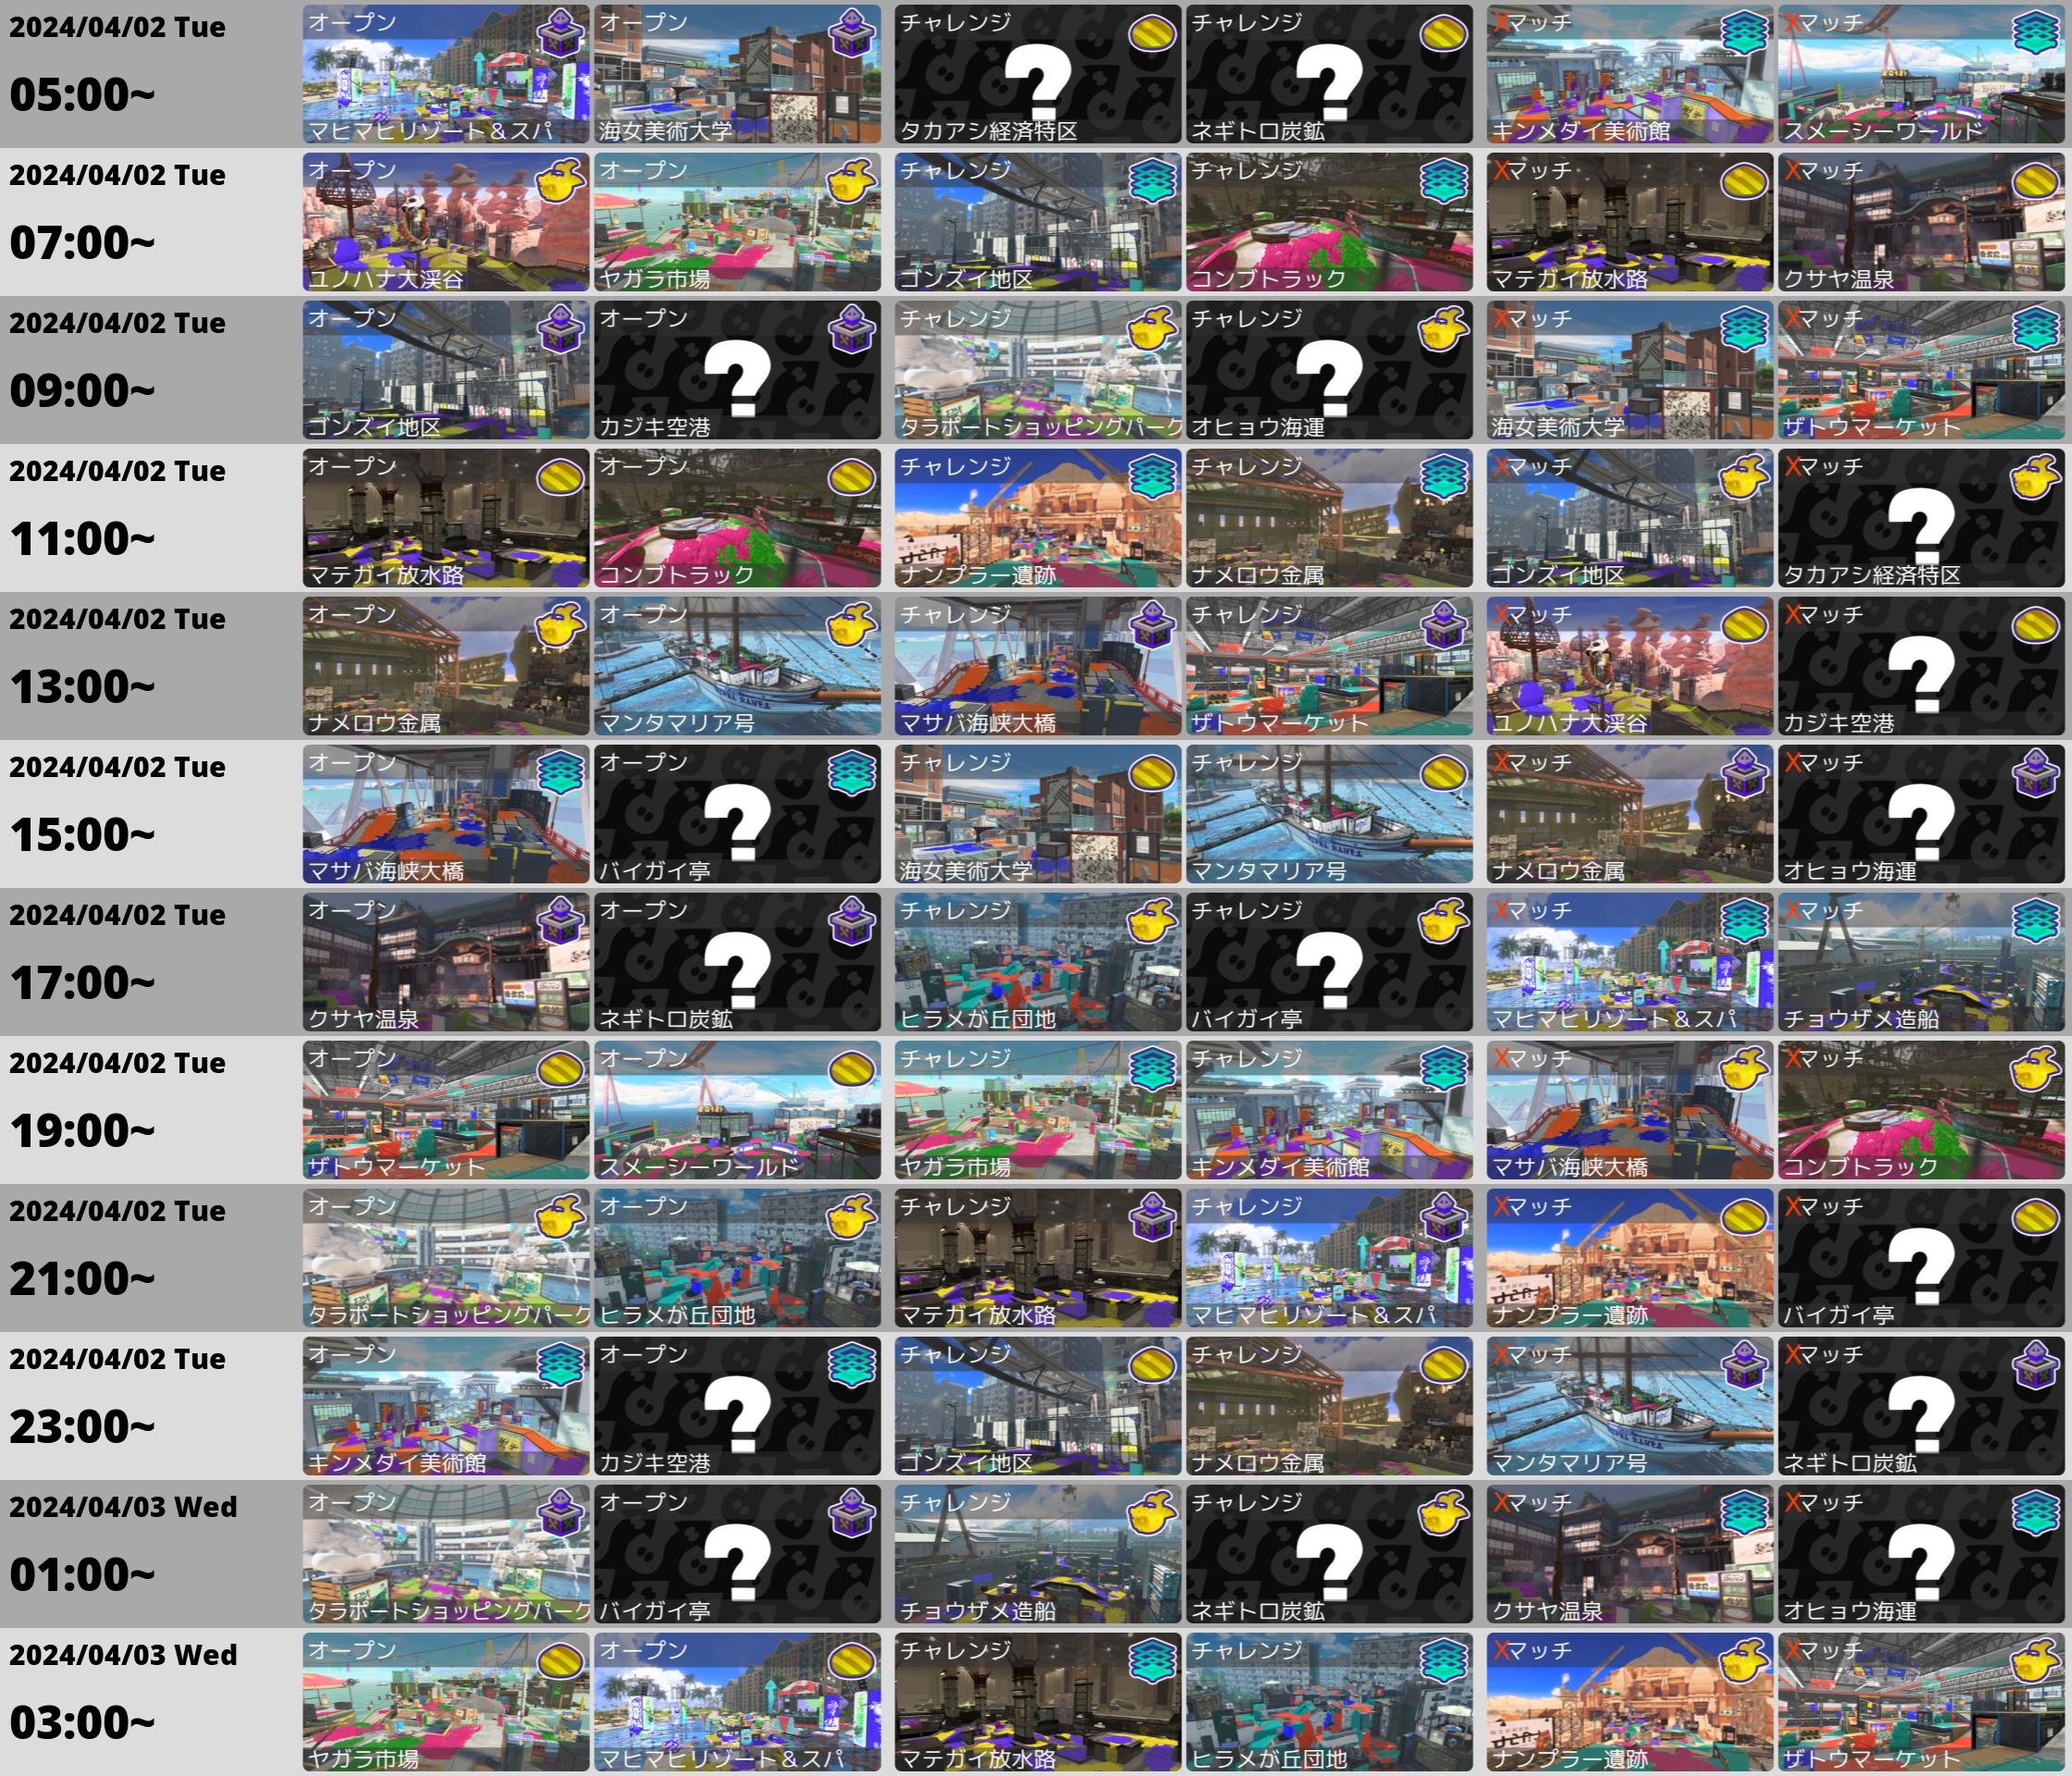 2024/04/02 Tue
05:00~
オープン
マヒマヒリゾート＆スパ
オープン
海女美術大学
チャレンジ
タカアシ経済特区
チャレンジ
ネギトロ炭鉱
Xマッチ
キンメダイ美術館
Xマッチ
スメーシーワールド
2024/04/02 Tue
07:00~
オープン
ユノハナ大渓谷
オープン
ヤガラ市場
チャレンジ
ゴンズイ地区
チャレンジ
コンブトラック
Xマッチ
マテガイ放水路
Xマッチ
クサヤ温泉
2024/04/02 Tue
09:00~
オープン
ゴンズイ地区
オープン
カジキ空港
チャレンジ
タラポートショッピングパーク
チャレンジ
オヒョウ海運
Xマッチ
海女美術大学
Xマッチ
ザトウマーケット
2024/04/02 Tue
11:00~
オープン
マテガイ放水路
オープン
コンブトラック
チャレンジ
ナンプラー遺跡
チャレンジ
ナメロウ金属
Xマッチ
ゴンズイ地区
Xマッチ
タカアシ経済特区
2024/04/02 Tue
13:00~
オープン
ナメロウ金属
オープン
マンタマリア号
チャレンジ
マサバ海峡大橋
チャレンジ
ザトウマーケット
Xマッチ
ユノハナ大渓谷
Xマッチ
カジキ空港
2024/04/02 Tue
15:00~
オープン
マサバ海峡大橋
オープン
バイガイ亭
チャレンジ
海女美術大学
チャレンジ
マンタマリア号
Xマッチ
ナメロウ金属
Xマッチ
オヒョウ海運
2024/04/02 Tue
17:00~
オープン
クサヤ温泉
オープン
ネギトロ炭鉱
チャレンジ
ヒラメが丘団地
チャレンジ
バイガイ亭
Xマッチ
マヒマヒリゾート＆スパ
Xマッチ
チョウザメ造船
2024/04/02 Tue
19:00~
オープン
ザトウマーケット
オープン
スメーシーワールド
チャレンジ
ヤガラ市場
チャレンジ
キンメダイ美術館
Xマッチ
マサバ海峡大橋
Xマッチ
コンブトラック
2024/04/02 Tue
21:00~
オープン
タラポートショッピングパーク
オープン
ヒラメが丘団地
チャレンジ
マテガイ放水路
チャレンジ
マヒマヒリゾート＆スパ
Xマッチ
ナンプラー遺跡
Xマッチ
バイガイ亭
2024/04/02 Tue
23:00~
オープン
キンメダイ美術館
オープン
カジキ空港
チャレンジ
ゴンズイ地区
チャレンジ
ナメロウ金属
Xマッチ
マンタマリア号
Xマッチ
ネギトロ炭鉱
2024/04/03 Wed
01:00~
オープン
タラポートショッピングパーク
オープン
バイガイ亭
チャレンジ
チョウザメ造船
チャレンジ
ネギトロ炭鉱
Xマッチ
クサヤ温泉
Xマッチ
オヒョウ海運
2024/04/03 Wed
03:00~
オープン
ヤガラ市場
オープン
マヒマヒリゾート＆スパ
チャレンジ
マテガイ放水路
チャレンジ
ヒラメが丘団地
Xマッチ
ナンプラー遺跡
Xマッチ
ザトウマーケット